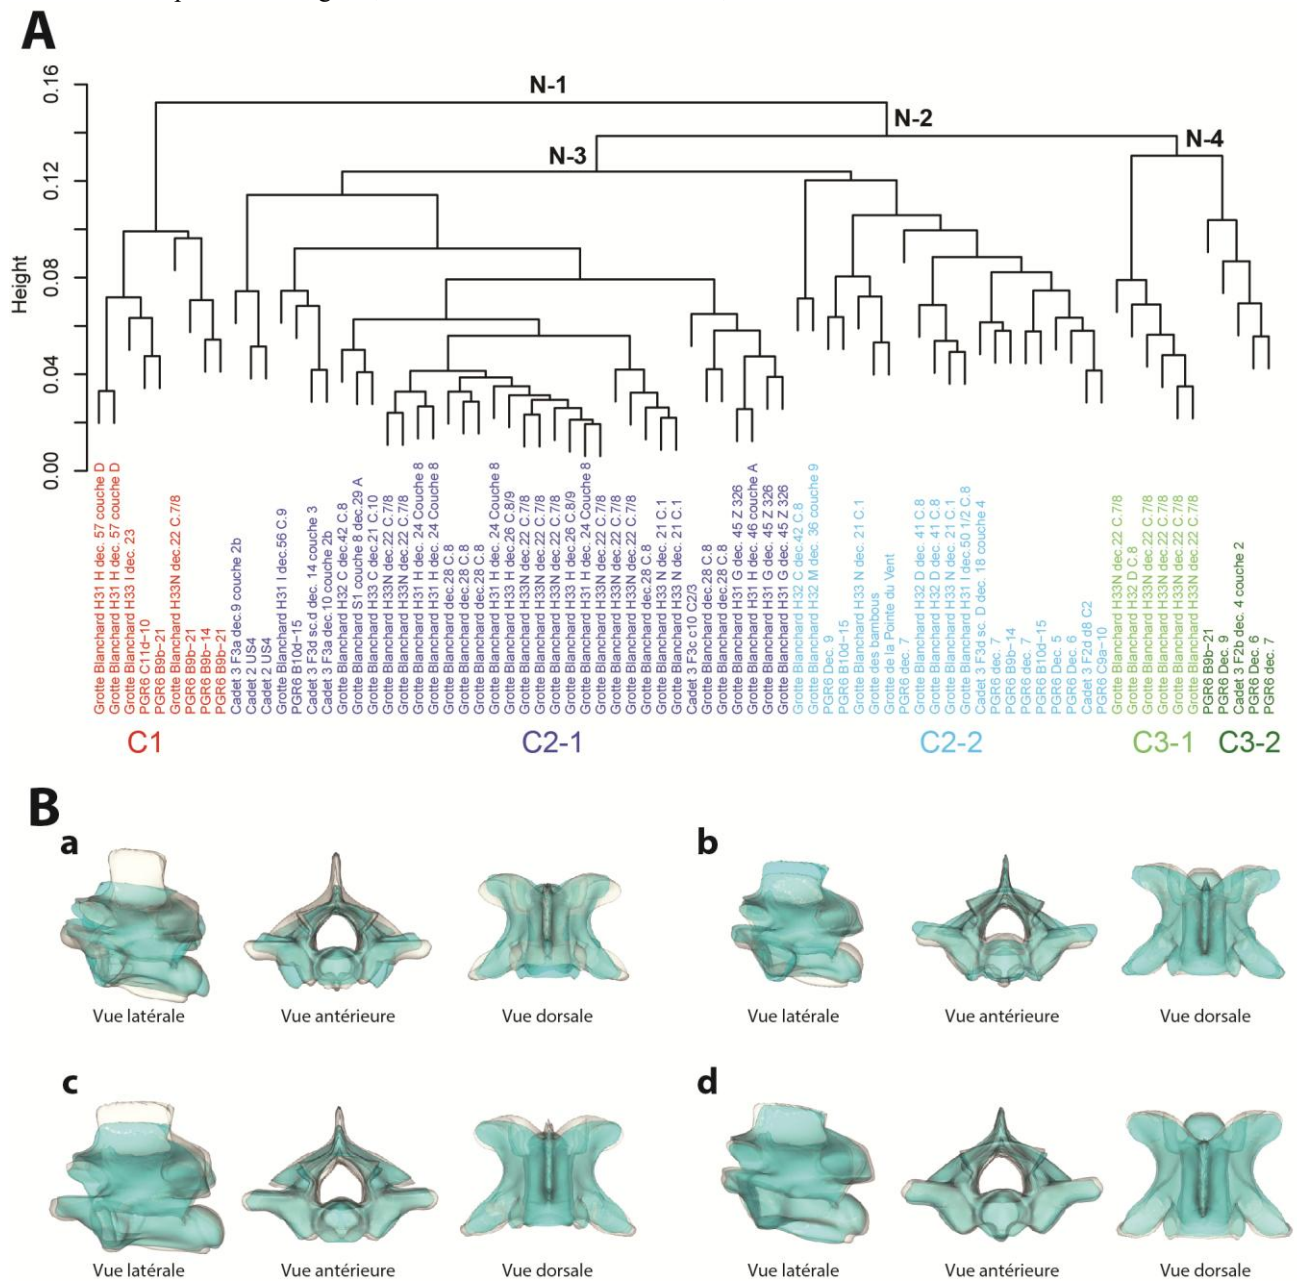 A
N-1
N-2
N-3
N-4
Height
0.16
0.12
0.08
0.04
0.00
Grotte Blanchard H31 H dec. 57 couche D
Grotte Blanchard H31 H dec. 57 couche D
Grotte Blanchard H33 I dec. 23
PGR6 C11d-10
PGR6 B9b-21
Grotte Blanchard H33N dec.22 C.7/8
PGR6 B9b-21
PGR6 B9b-14
PGR6 B9b-21
Cadet 3 F3a dec.9 couche 2b
Cadet 2 US4
Cadet 2 US4
Grotte Blanchard H31 I dec.56 C.9
PGR6 B10d-15
Cadet 3 F3d sc.d dec. 14 couche 3
Cadet 3 F3a dec.10 couche 2b
Grotte Blanchard H32 C dec.42 C.8
Grotte Blanchard S1 couche 8 dec.29 A
Grotte Blanchard H33 C dec.21 C.10
Grotte Blanchard H33N dec.22 C.7/8
Grotte Blanchard H33N dec.22 C.7/8
Grotte Blanchard H31 H dec. 24 Couche 8
Grotte Blanchard H31 H dec. 24 Couche 8
Grotte Blanchard dec.28 C.8
Grotte Blanchard dec.28 C.8
Grotte Blanchard dec.28 C.8
Grotte Blanchard H31 H dec. 24 Couche 8
Grotte Blanchard H33 H dec.26 C.8/9
Grotte Blanchard H33N dec.22 C.7/8
Grotte Blanchard H33N dec.22 C.7/8
Grotte Blanchard H33N dec.22 C.7/8
Grotte Blanchard H33 H dec.26 C.8/9
Grotte Blanchard H31 H dec. 24 Couche 8
Grotte Blanchard H33N dec.22 C.7/8
Grotte Blanchard H33N dec.22 C.7/8
Grotte Blanchard H33N dec.22 C.7/8
Grotte Blanchard dec.28 C.8
Grotte Blanchard H33 N dec. 21 C.1
Grotte Blanchard H33 N dec. 21 C.1
Cadet 3 F3c c10 C2/3
Grotte Blanchard dec.28 C.8
Grotte Blanchard dec.28 C.8
Grotte Blanchard H31 G dec. 45 Z 326
Grotte Blanchard H31 H dec. 46 couche A
Grotte Blanchard H31 G dec. 45 Z 326
Grotte Blanchard H31 G dec. 45 Z 326
Grotte Blanchard H32 C dec.42 C.8
Grotte Blanchard H32 M dec. 36 couche 9
PGR6 Dec. 9
PGR6 B10d-15
Grotte Blanchard H33 N dec. 21 C.1
Grotte des bambous
Grotte de la Pointe du Vent
PGR6 dec. 7
Grotte Blanchard H32 D dec. 41 C.8
Grotte Blanchard H32 D dec. 41 C.8
Grotte Blanchard H33 N dec. 21 C.1
Grotte Blanchard H31 I dec.50 1/2 C.8
Cadet 3 F3d sc. D dec. 18 couche 4
PGR6 dec. 7
PGR6 B9b-14
PGR6 dec. 7
PGR6 B10d-15
PGR6 Dec. 5
PGR6 Dec. 6
Cadet 3 F2d d8 C2
PGR6 C9a-10
Grotte Blanchard H33N dec.22 C.7/8
Grotte Blanchard H32 D C.8
Grotte Blanchard H33N dec.22 C.7/8
Grotte Blanchard H33N dec.22 C.7/8
Grotte Blanchard H33N dec.22 C.7/8
Grotte Blanchard H33N dec.22 C.7/8
PGR6 B9b-21
PGR6 Dec. 9
Cadet 3 F2b dec. 4 couche 2
PGR6 Dec. 6
PGR6 dec. 7
C1
C2-1
C2-2
C3-1
C3-2
B
a
Vue latérale
Vue antérieure
Vue dorsale
b
Vue latérale
Vue antérieure
Vue dorsale
c
Vue latérale
Vue antérieure
Vue dorsale
d
Vue latérale
Vue antérieure
Vue dorsale